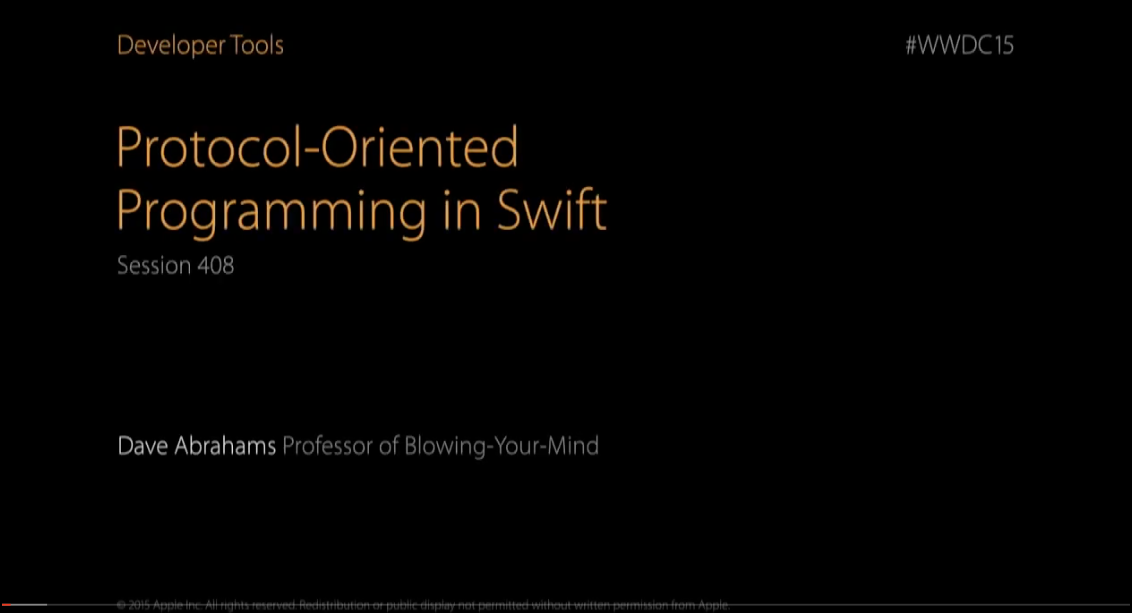 Developer Tools
#WWDC15
Protocol-Oriented
Programming in Swift
Session 408
Dave Abrahams Professor of Blowing-Your-Mind
© 2015 Apple Inc. All rights reserved. Redistribution or public display not permitted without written permission from Apple.